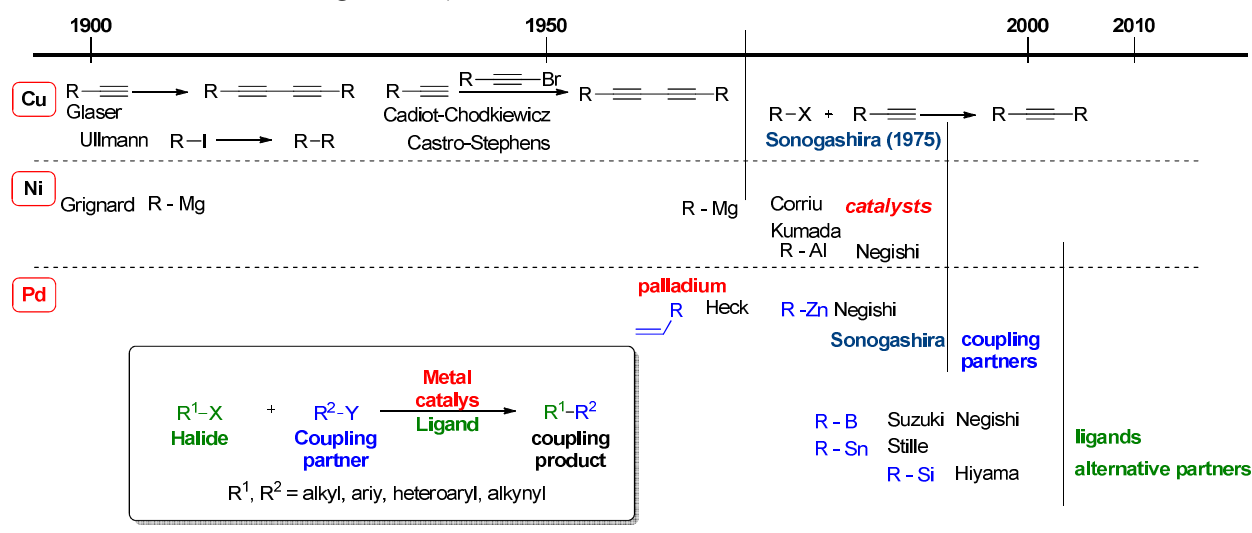 1900 1950 2000 2010
Cu
R R R R Br R R
Glaser
Cadiot-Chodkiewicz
R-X + R R R
Ullmann R-I R-R
Castro-Stephens
Sonogashira (1975)
Ni
Grignard R - Mg
R - Mg
Corriu catalysts
Kumada
R - Al Negishi
Pd
palladium
R Heck
R -Zn Negishi
Sonogashira coupling
partners
Metal
catalys
R¹-X + R²-Y Ligand R¹-R²
Halide Coupling coupling
partner product
R¹, R² = alkyl, ariy, heteroaryl, alkynyl
R - B Suzuki Negishi
R - Sn Stille
R - Si Hiyama
ligands
alternative partners